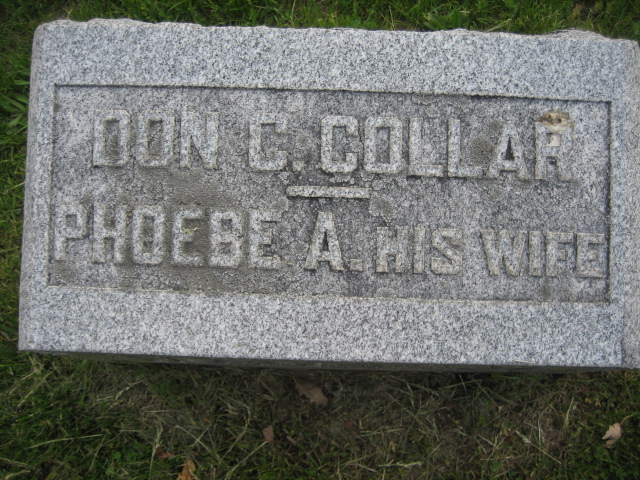 DON C. COLLAR
PHOEBE A. HIS WIFE